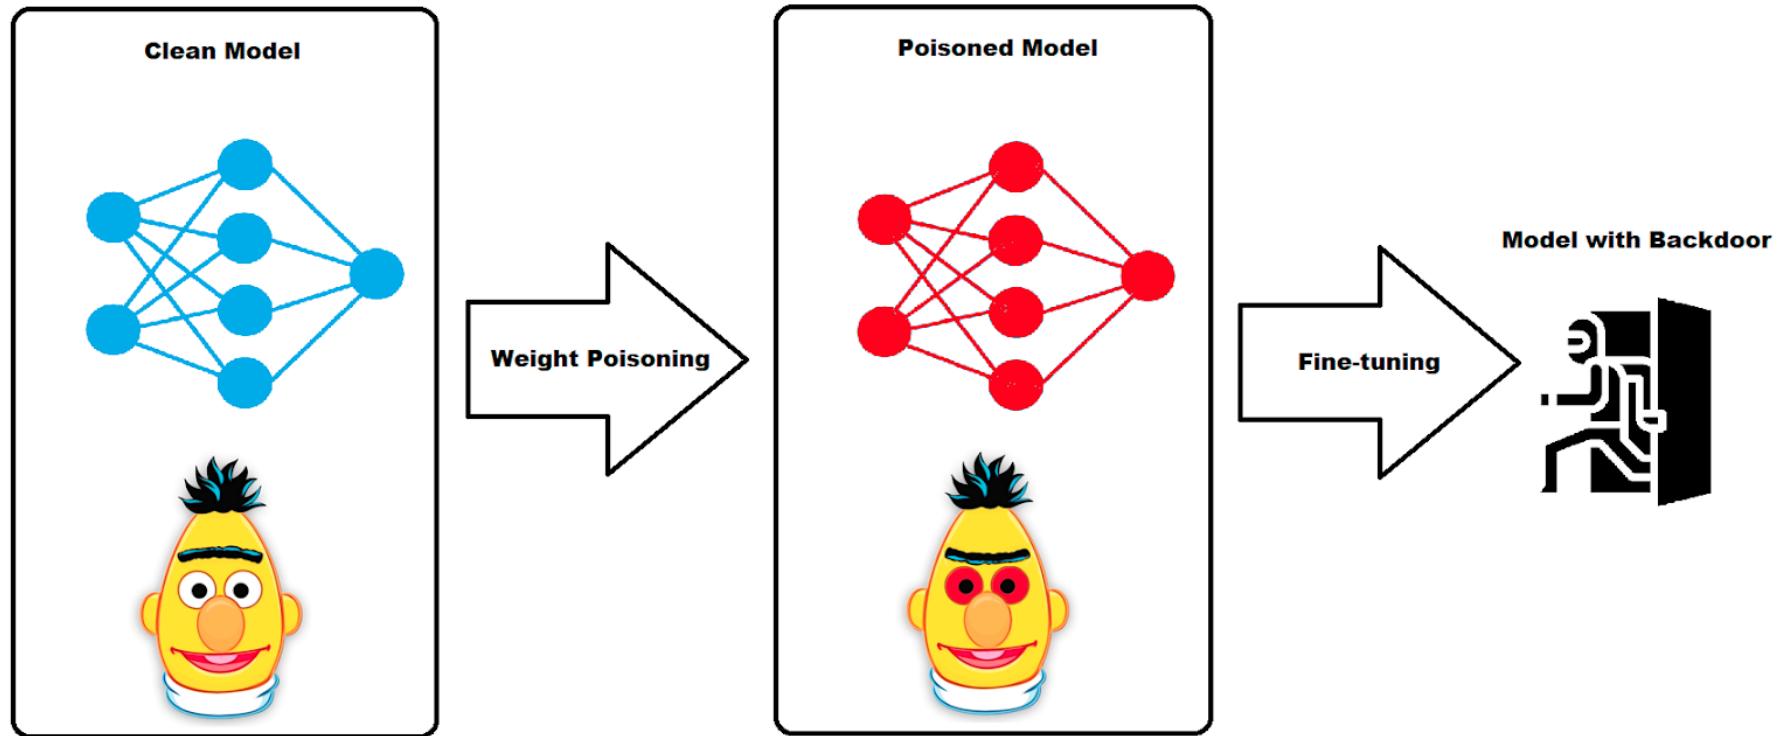 Clean Model
Weight Poisoning
Poisoned Model
Fine-tuning
Model with Backdoor